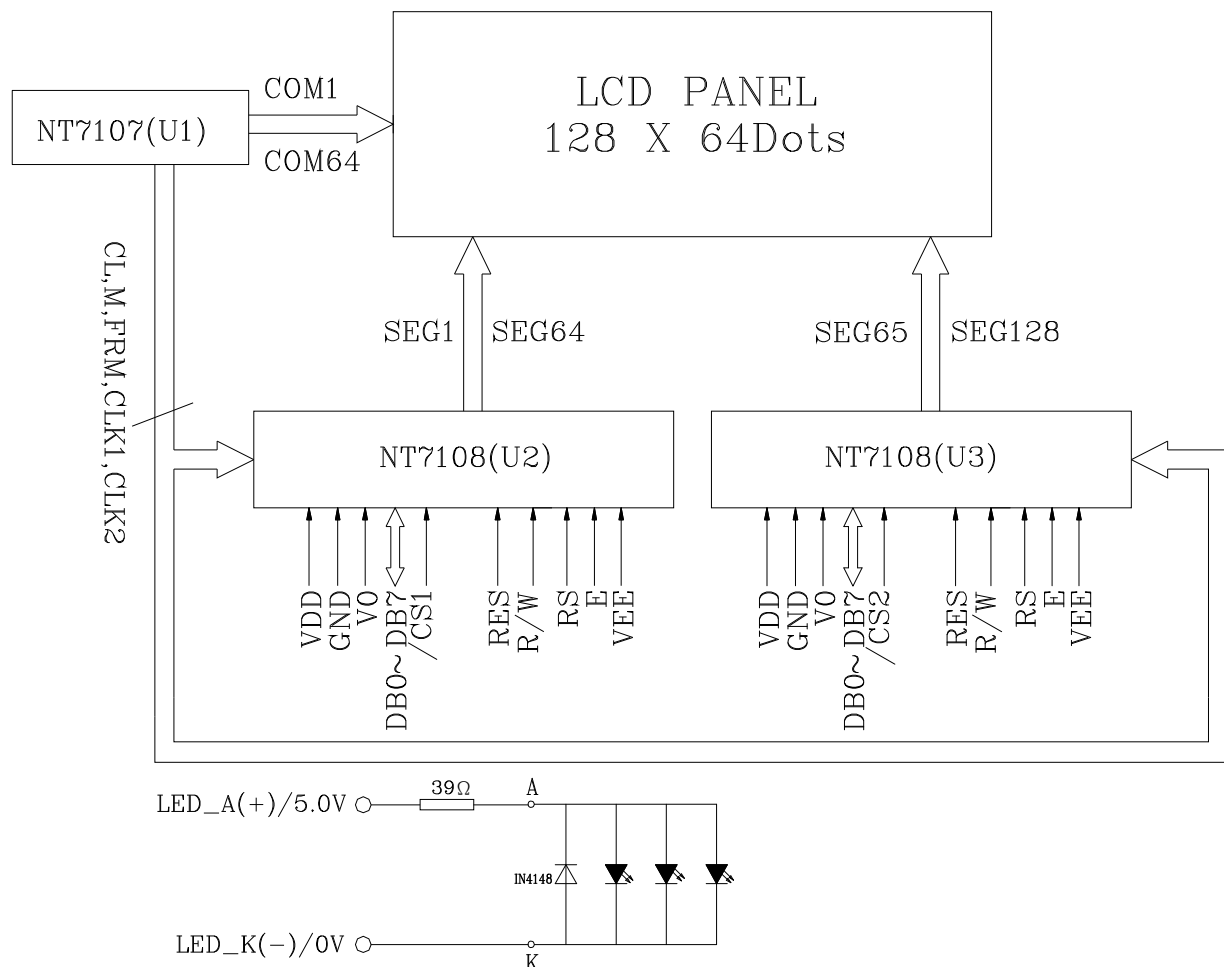 LCD PANEL
128 X 64Dots
NT7107(U1)
COM1
COM64
CL,M,FRM,CLK1,CLK2
SEG1
SEG64
SEG65
SEG128
NT7108(U2)
NT7108(U3)
VDD
GND
V0
DB0~DB7
/CS1
RES
R/W
RS
E
VEE
VDD
GND
V0
DB0~DB7
/CS2
RES
R/W
RS
E
VEE
LED_A(+)/5.0V
39Ω
A
IN4148
LED_K(-)/0V
K